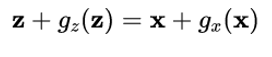 z + g_z(z) = x + g_x(x)